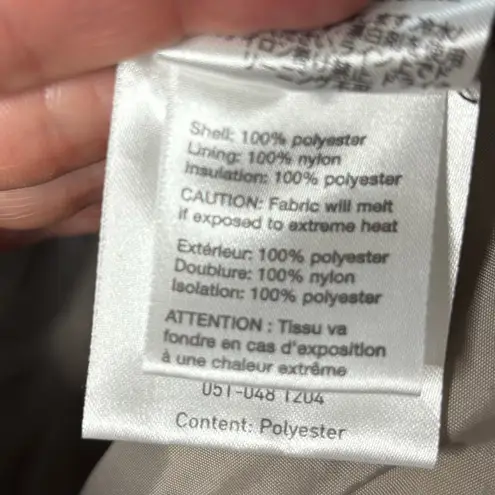 Shell: 100% polyester
Lining: 100% nylon
Insulation: 100% polyester
CAUTION: Fabric will melt
if exposed to extreme heat
Extérieur: 100% polyester
Doublure: 100% nylon
Isolation: 100% polyester
ATTENTION : Tissu va
fondre en cas d'exposition
à une chaleur extrême
051-048 1204
Content: Polyester